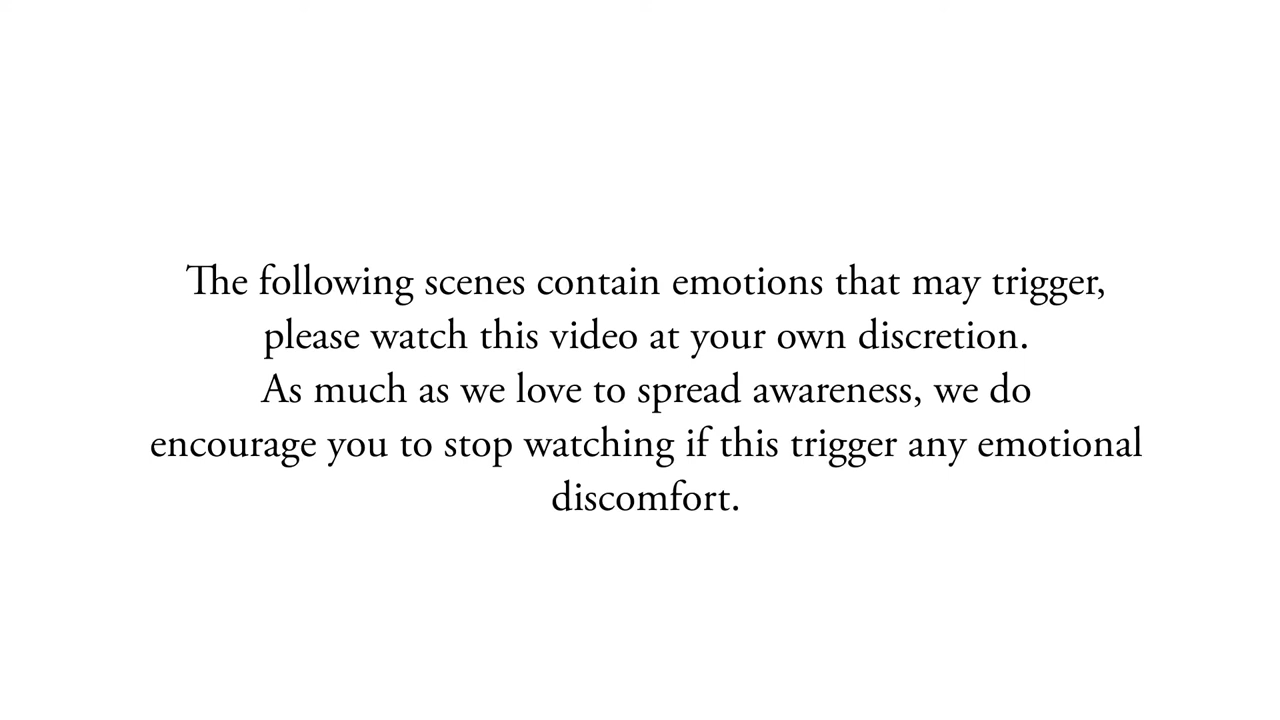 The following scenes contain emotions that may trigger,
please watch this video at your own discretion.
As much as we love to spread awareness, we do
encourage you to stop watching if this trigger any emotional
discomfort.